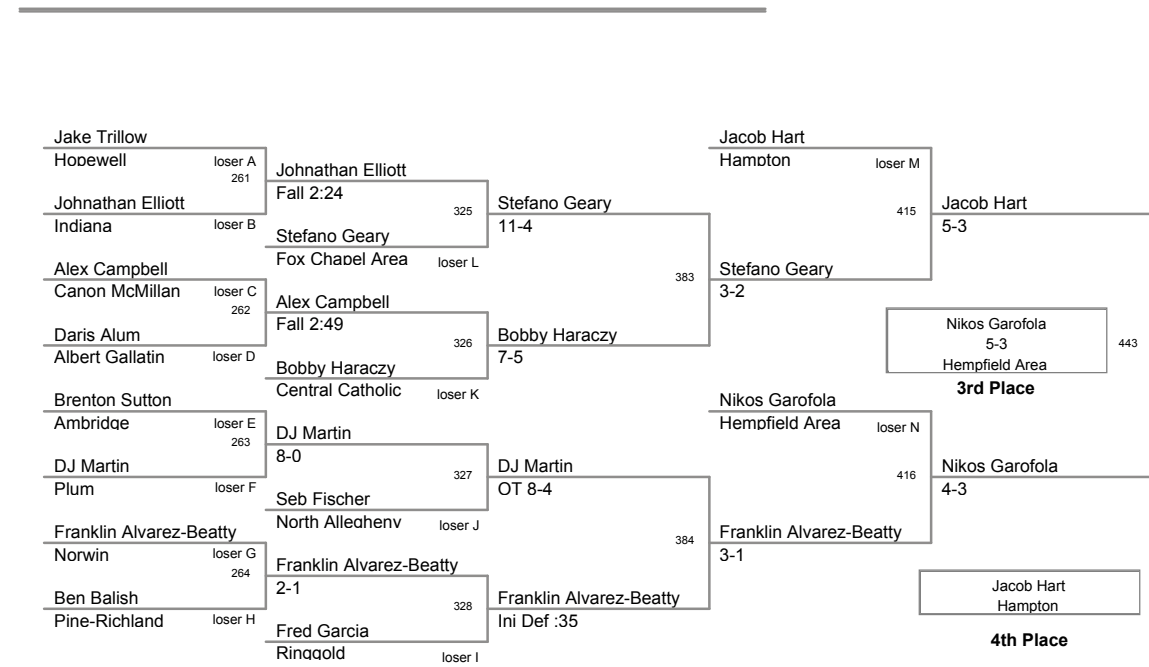 Jake Trillow
Hopewell
loser A
261
Johnathan Elliott
Indiana
loser B
Alex Campbell
Canon McMillan
loser C
262
Daris Alum
Albert Gallatin
loser D
Brenton Sutton
Ambridge
loser E
263
DJ Martin
Plum
loser F
Franklin Alvarez-Beatty
Norwin
loser G
264
Ben Balish
Pine-Richland
loser H
Johnathan Elliott
Fall 2:24
325
Stefano Geary
Fox Chapel Area
loser L
Alex Campbell
Fall 2:49
326
Bobby Haraczy
Central Catholic
loser K
DJ Martin
8-0
327
Seb Fischer
North Allegheny
loser J
Franklin Alvarez-Beatty
2-1
328
Fred Garcia
Ringgold
loser I
Stefano Geary
11-4
383
Bobby Haraczy
7-5
DJ Martin
OT 8-4
384
Franklin Alvarez-Beatty
Inj Def :35
Jacob Hart
Hampton
loser M
415
Stefano Geary
3-2
Nikos Garofola
Hempfield Area
loser N
416
Franklin Alvarez-Beatty
3-1
Jacob Hart
5-3
Nikos Garofola
5-3
Hempfield Area
443
3rd Place
Nikos Garofola
4-3
Jacob Hart
Hampton
4th Place